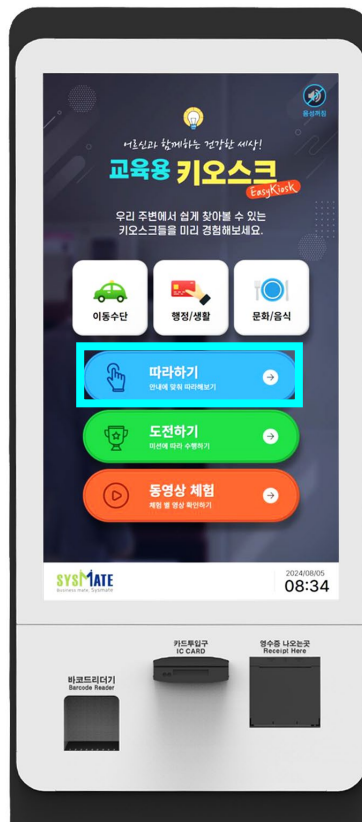 음성꺼짐
어르신과 함께하는 건강한 세상!
교육용 키오스크
EasyKiosk
우리 주변에서 쉽게 찾아볼 수 있는
키오스크들을 미리 경험해보세요.
이동수단
행정/생활
문화/음식
따라하기
안내에 맞춰 따라해보기
도전하기
미션에 따라 수행하기
동영상 체험
체험 별 영상 확인하기
SYSMATE
Business mate, Sysmate
2024/08/05
08:34
카드투입구
IC CARD
영수증 나오는곳
Receipt Here
바코드리더기
Barcode Reader